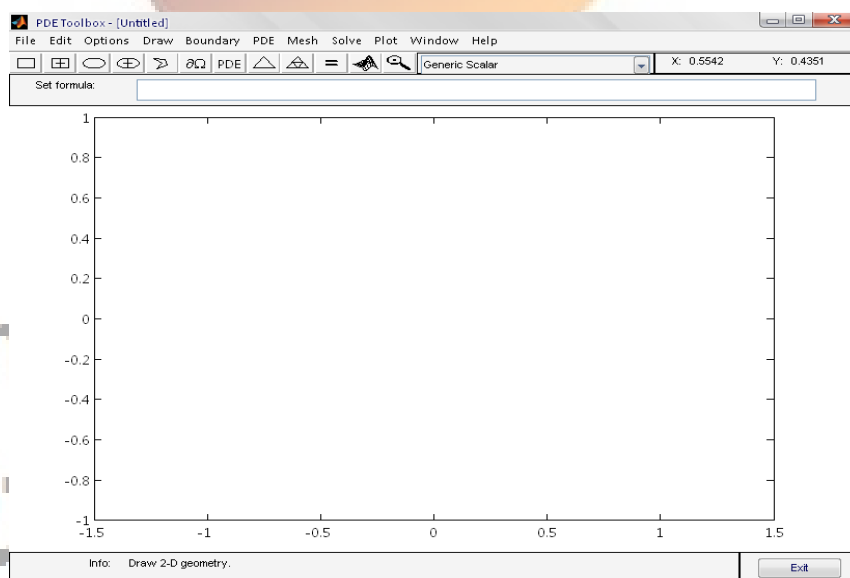 PDE Toolbox - [Untitled]
File Edit Options Draw Boundary PDE Mesh Solve Plot Window Help
∂Ω PDE = Generic Scalar X: 0.5542 Y: 0.4351
Set formula:
1
0.8
0.6
0.4
0.2
0
-0.2
-0.4
-0.6
-0.8
-1
-1.5 -1 -0.5 0 0.5 1 1.5
Info: Draw 2-D geometry. Exit